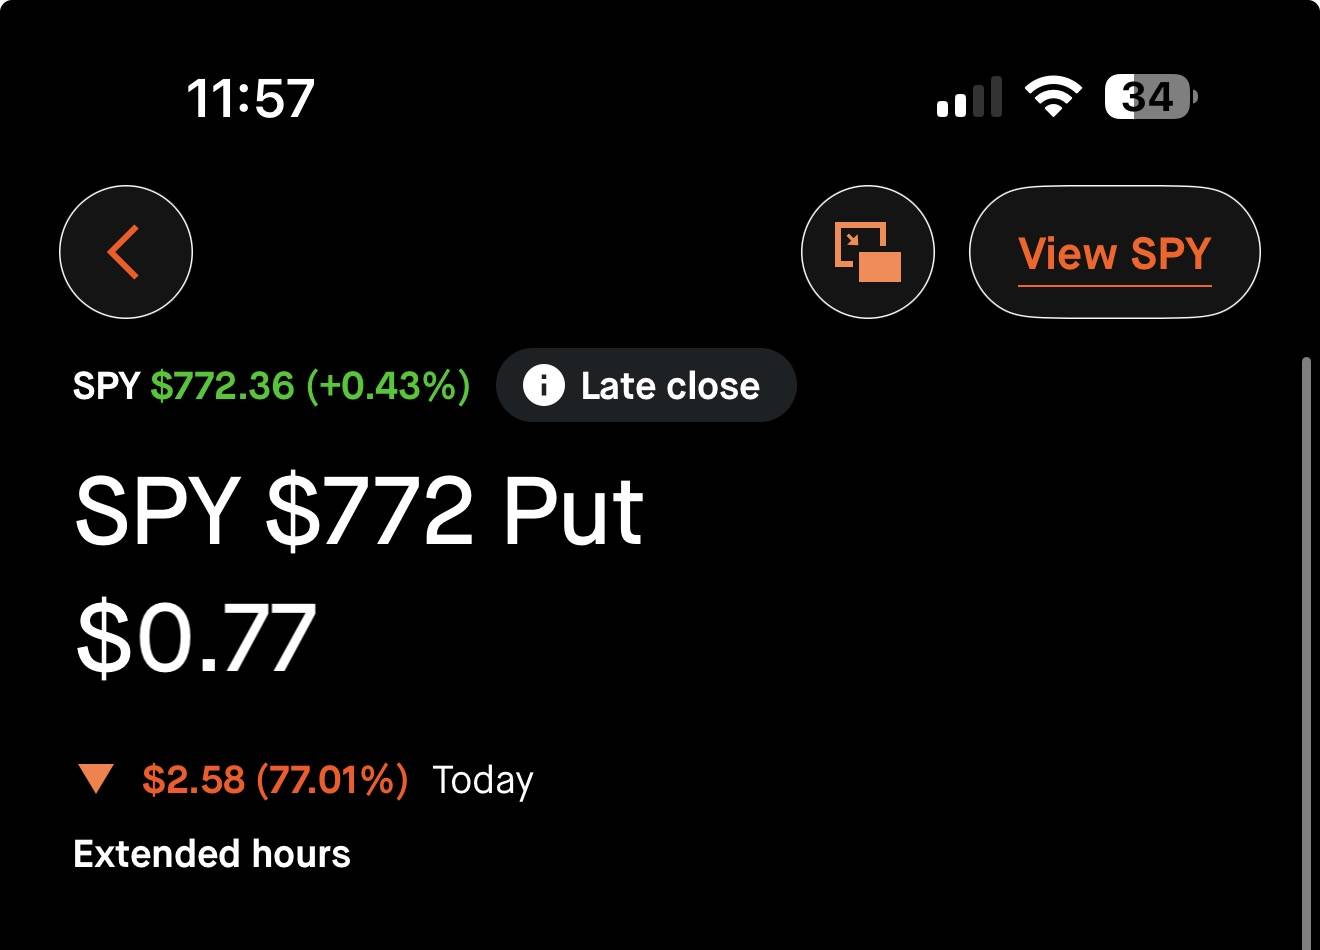 11:57
34
View SPY
SPY $772.36 (+0.43%) Late close
SPY $772 Put
$0.77
▼ $2.58 (77.01%) Today
Extended hours